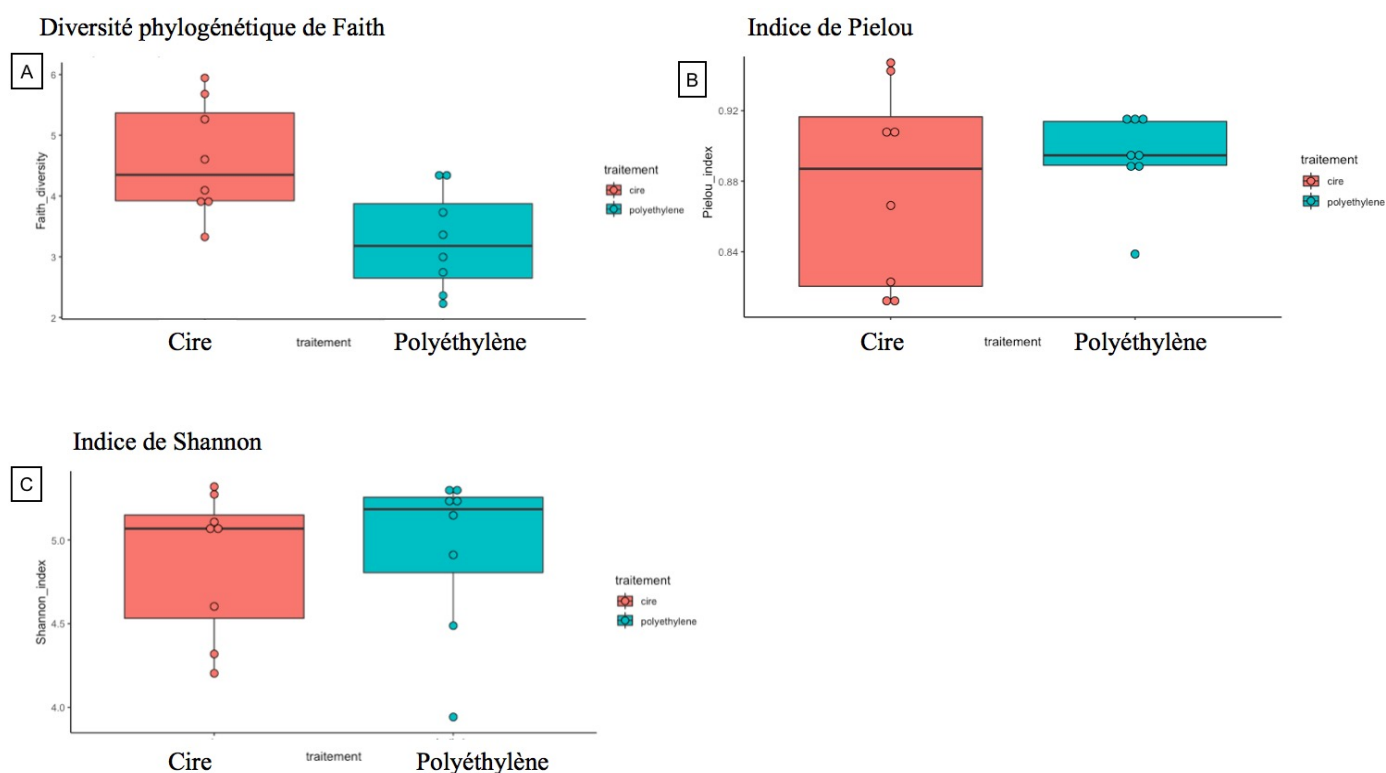 Diversité phylogénétique de Faith
A
6
5
4
3
2
Faith_diversity
traitement
cire
polyethylene
Cire
traitement
Polyéthylène
Indice de Pielou
B
0.92
0.88
0.84
Pielou_index
traitement
cire
polyethylene
Cire
traitement
Polyéthylène
Indice de Shannon
C
5.0
4.5
4.0
Shannon_index
traitement
cire
polyethylene
Cire
traitement
Polyéthylène